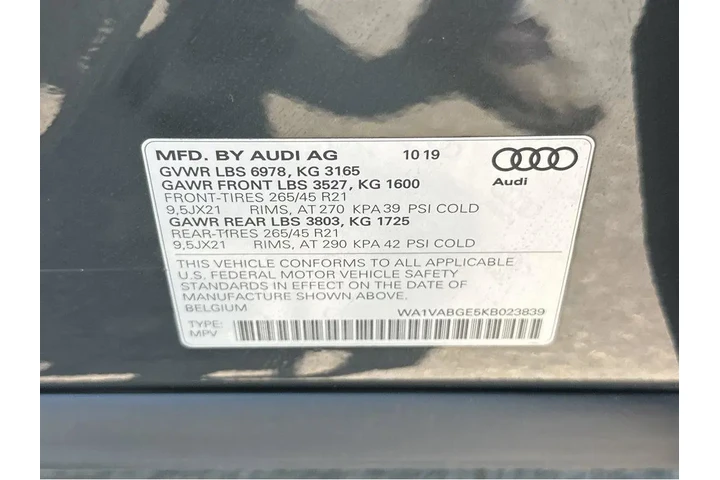 MFD. BY AUDI AG 10 19
GVWR LBS 6978, KG 3165
GAWR FRONT LBS 3527, KG 1600
FRONT-TIRES 265/45 R21
9,5JX21 RIMS, AT 270 KPA 39 PSI COLD
GAWR REAR LBS 3803, KG 1725
REAR-TIRES 265/45 R21
9,5JX21 RIMS, AT 290 KPA 42 PSI COLD
Audi
THIS VEHICLE CONFORMS TO ALL APPLICABLE
U.S. FEDERAL MOTOR VEHICLE SAFETY
STANDARDS IN EFFECT ON THE DATE OF
MANUFACTURE SHOWN ABOVE.
BELGIUM WA1VABGE5KB023839
TYPE:
MPV